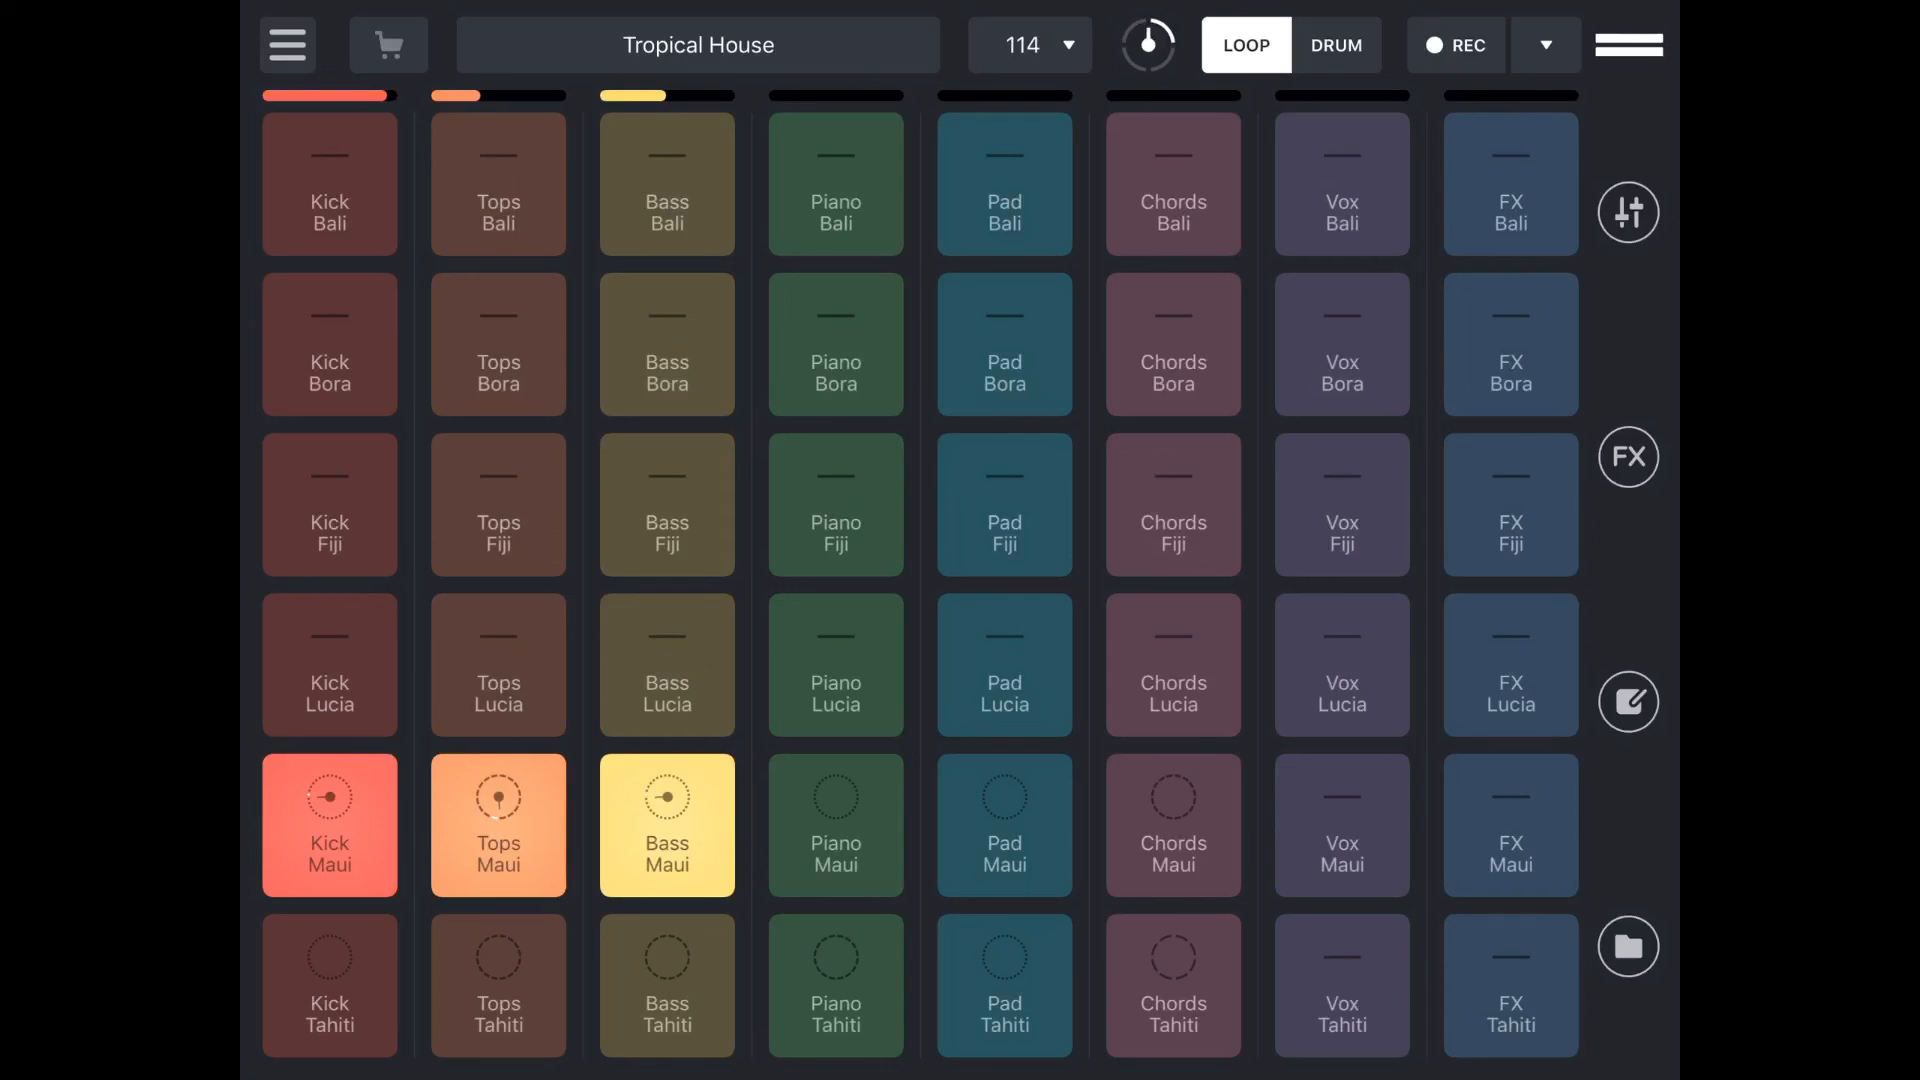 Tropical House
114
LOOP
DRUM
REC
Kick
Bali
Tops
Bali
Bass
Bali
Piano
Bali
Pad
Bali
Chords
Bali
Vox
Bali
FX
Bali
Kick
Bora
Tops
Bora
Bass
Bora
Piano
Bora
Pad
Bora
Chords
Bora
Vox
Bora
FX
Bora
FX
Kick
Fiji
Tops
Fiji
Bass
Fiji
Piano
Fiji
Pad
Fiji
Chords
Fiji
Vox
Fiji
FX
Fiji
Kick
Lucia
Tops
Lucia
Bass
Lucia
Piano
Lucia
Pad
Lucia
Chords
Lucia
Vox
Lucia
FX
Lucia
Kick
Maui
Tops
Maui
Bass
Maui
Piano
Maui
Pad
Maui
Chords
Maui
Vox
Maui
FX
Maui
Kick
Tahiti
Tops
Tahiti
Bass
Tahiti
Piano
Tahiti
Pad
Tahiti
Chords
Tahiti
Vox
Tahiti
FX
Tahiti